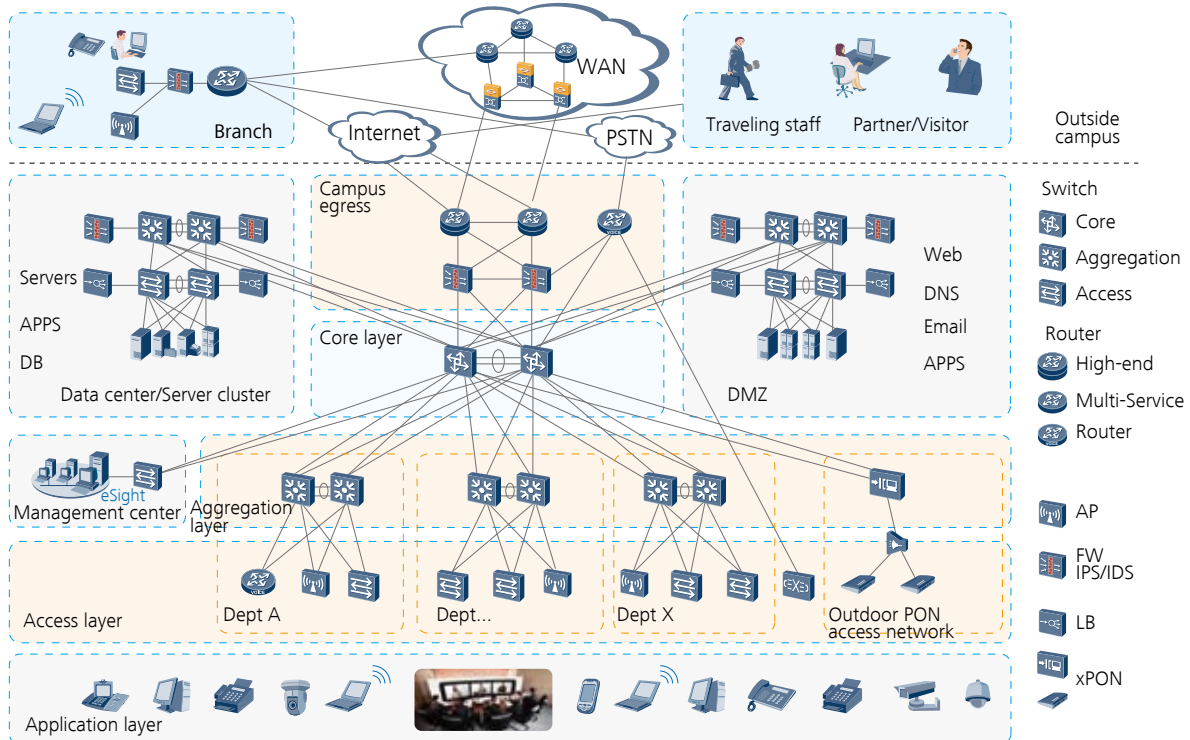 WAN
Branch
Internet
PSTN
Traveling staff
Partner/Visitor
Outside
campus
Campus
egress
VOICE
Servers
APPS
DB
Data center/Server cluster
Core layer
Web
DNS
Email
APPS
DMZ
Switch
Core
Aggregation
Access
Router
High-end
Multi-Service
Router
VOICE
eSight
Management center
Aggregation
layer
VOICE
Dept A
Dept...
Dept X
Outdoor PON
access network
Access layer
AP
FW
IPS/IDS
LB
xPON
Application layer